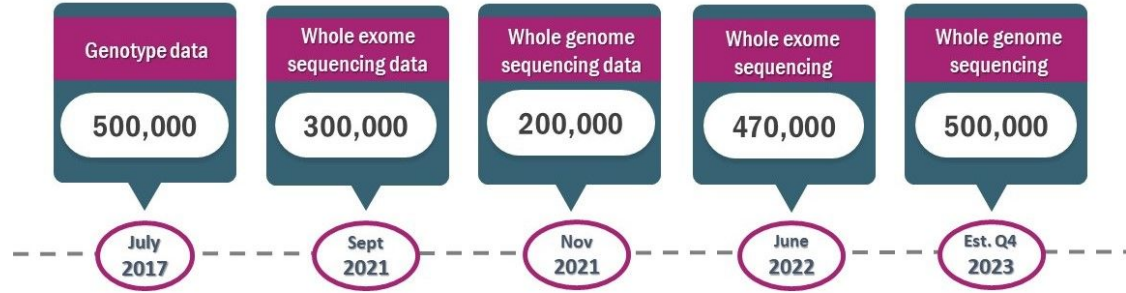 Genotype data
500,000
July
2017
Whole exome
sequencing data
300,000
Sept
2021
Whole genome
sequencing data
200,000
Nov
2021
Whole exome
sequencing
470,000
June
2022
Whole genome
sequencing
500,000
Est. Q4
2023